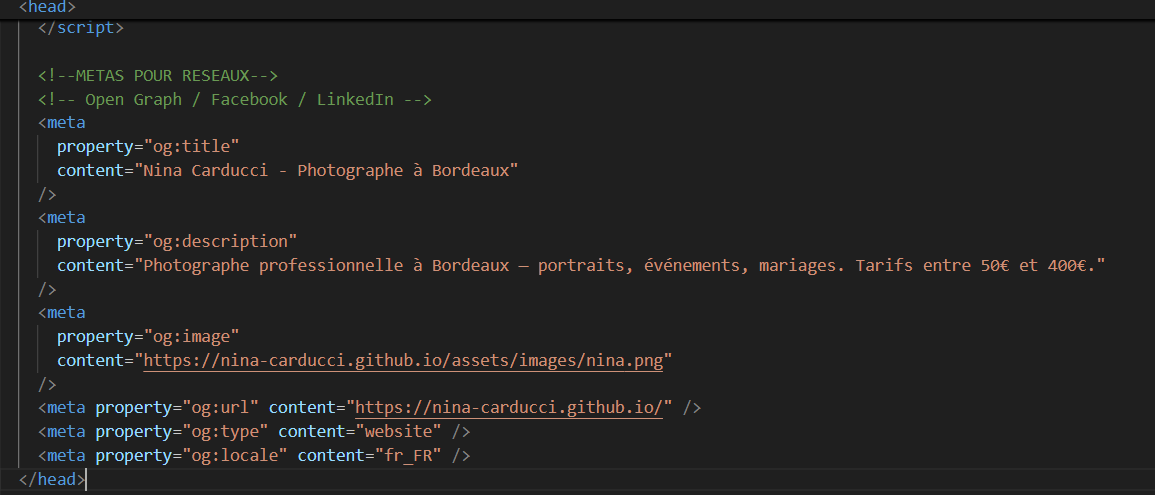 <head>
</script>
<!--METAS POUR RESEAUX-->
<!-- Open Graph / Facebook / LinkedIn -->
<meta
property="og:title"
content="Nina Carducci - Photographe à Bordeaux"
/>
<meta
property="og:description"
content="Photographe professionnelle à Bordeaux — portraits, événements, mariages. Tarifs entre 50€ et 400€."
/>
<meta
property="og:image"
content="https://nina-carducci.github.io/assets/images/nina.png"
/>
<meta property="og:url" content="https://nina-carducci.github.io/" />
<meta property="og:type" content="website" />
<meta property="og:locale" content="fr_FR" />
</head>